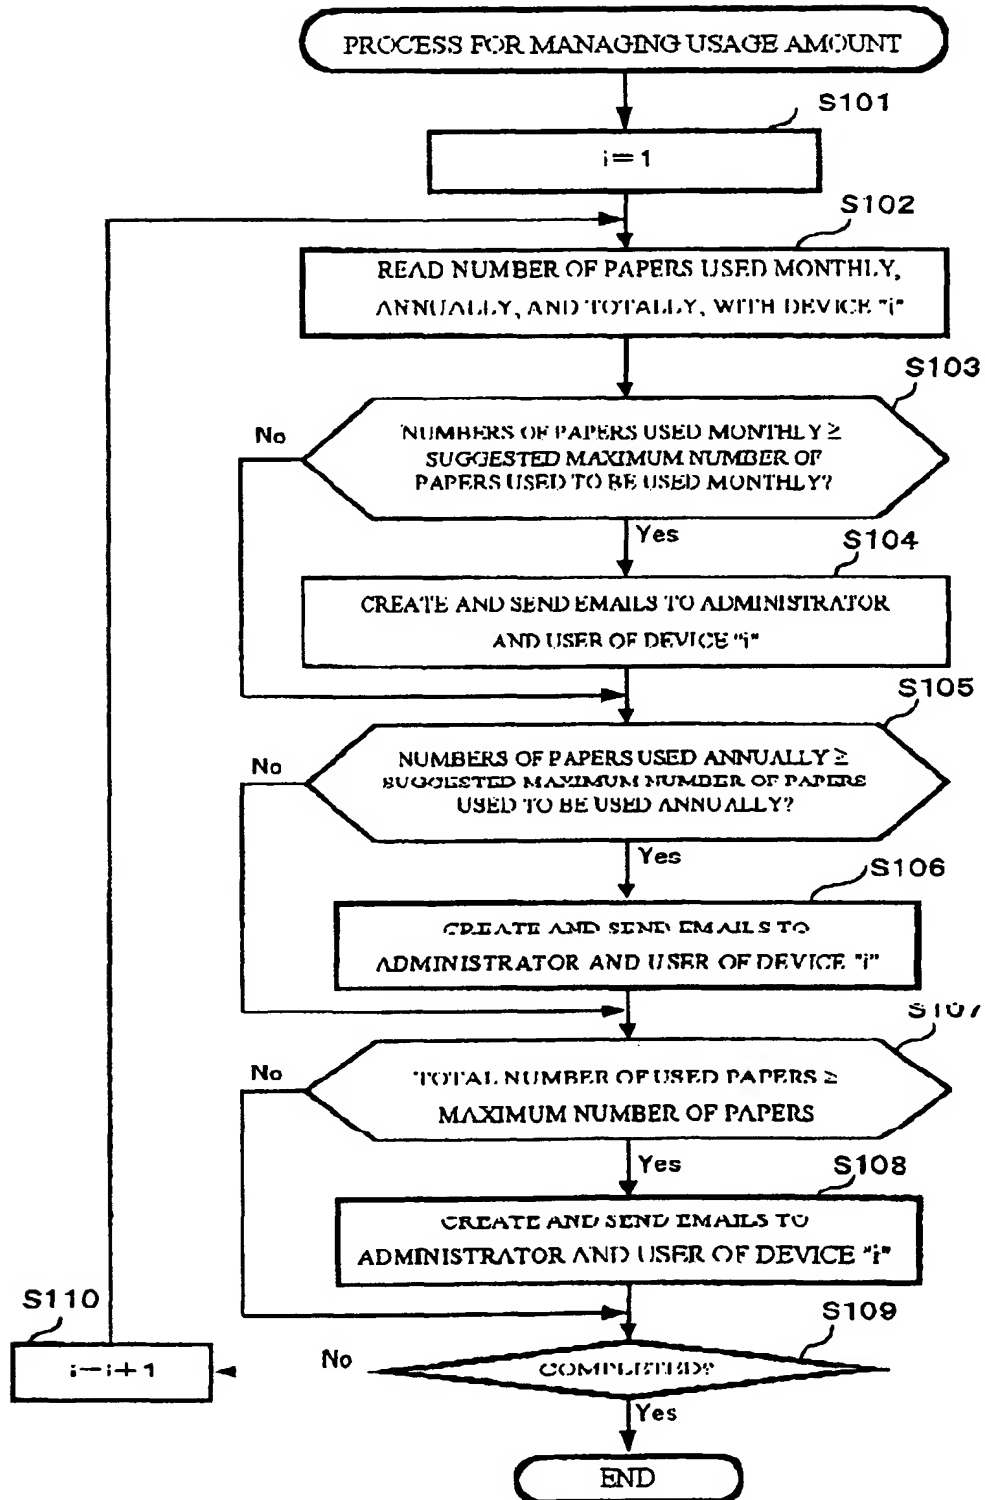 PROCESS FOR MANAGING USAGE AMOUNT
S101
i=1
S102
READ NUMBER OF PAPERS USED MONTHLY,
ANNUALLY, AND TOTALLY, WITH DEVICE "i"
S103
No
NUMBERS OF PAPERS USED MONTHLY ≥
SUGGESTED MAXIMUM NUMBER OF
PAPERS USED TO BE USED MONTHLY?
Yes
S104
CREATE AND SEND EMAILS TO ADMINISTRATOR
AND USER OF DEVICE "i"
S105
No
NUMBERS OF PAPERS USED ANNUALLY ≥
SUGGESTED MAXIMUM NUMBER OF PAPERS
USED TO BE USED ANNUALLY?
Yes
S106
CREATE AND SEND EMAILS TO
ADMINISTRATOR AND USER OF DEVICE "i"
S107
No
TOTAL NUMBER OF USED PAPERS ≥
MAXIMUM NUMBER OF PAPERS
Yes
S108
CREATE AND SEND EMAILS TO
ADMINISTRATOR AND USER OF DEVICE "i"
S109
S110
i=i+1
No
COMPLETED?
Yes
END